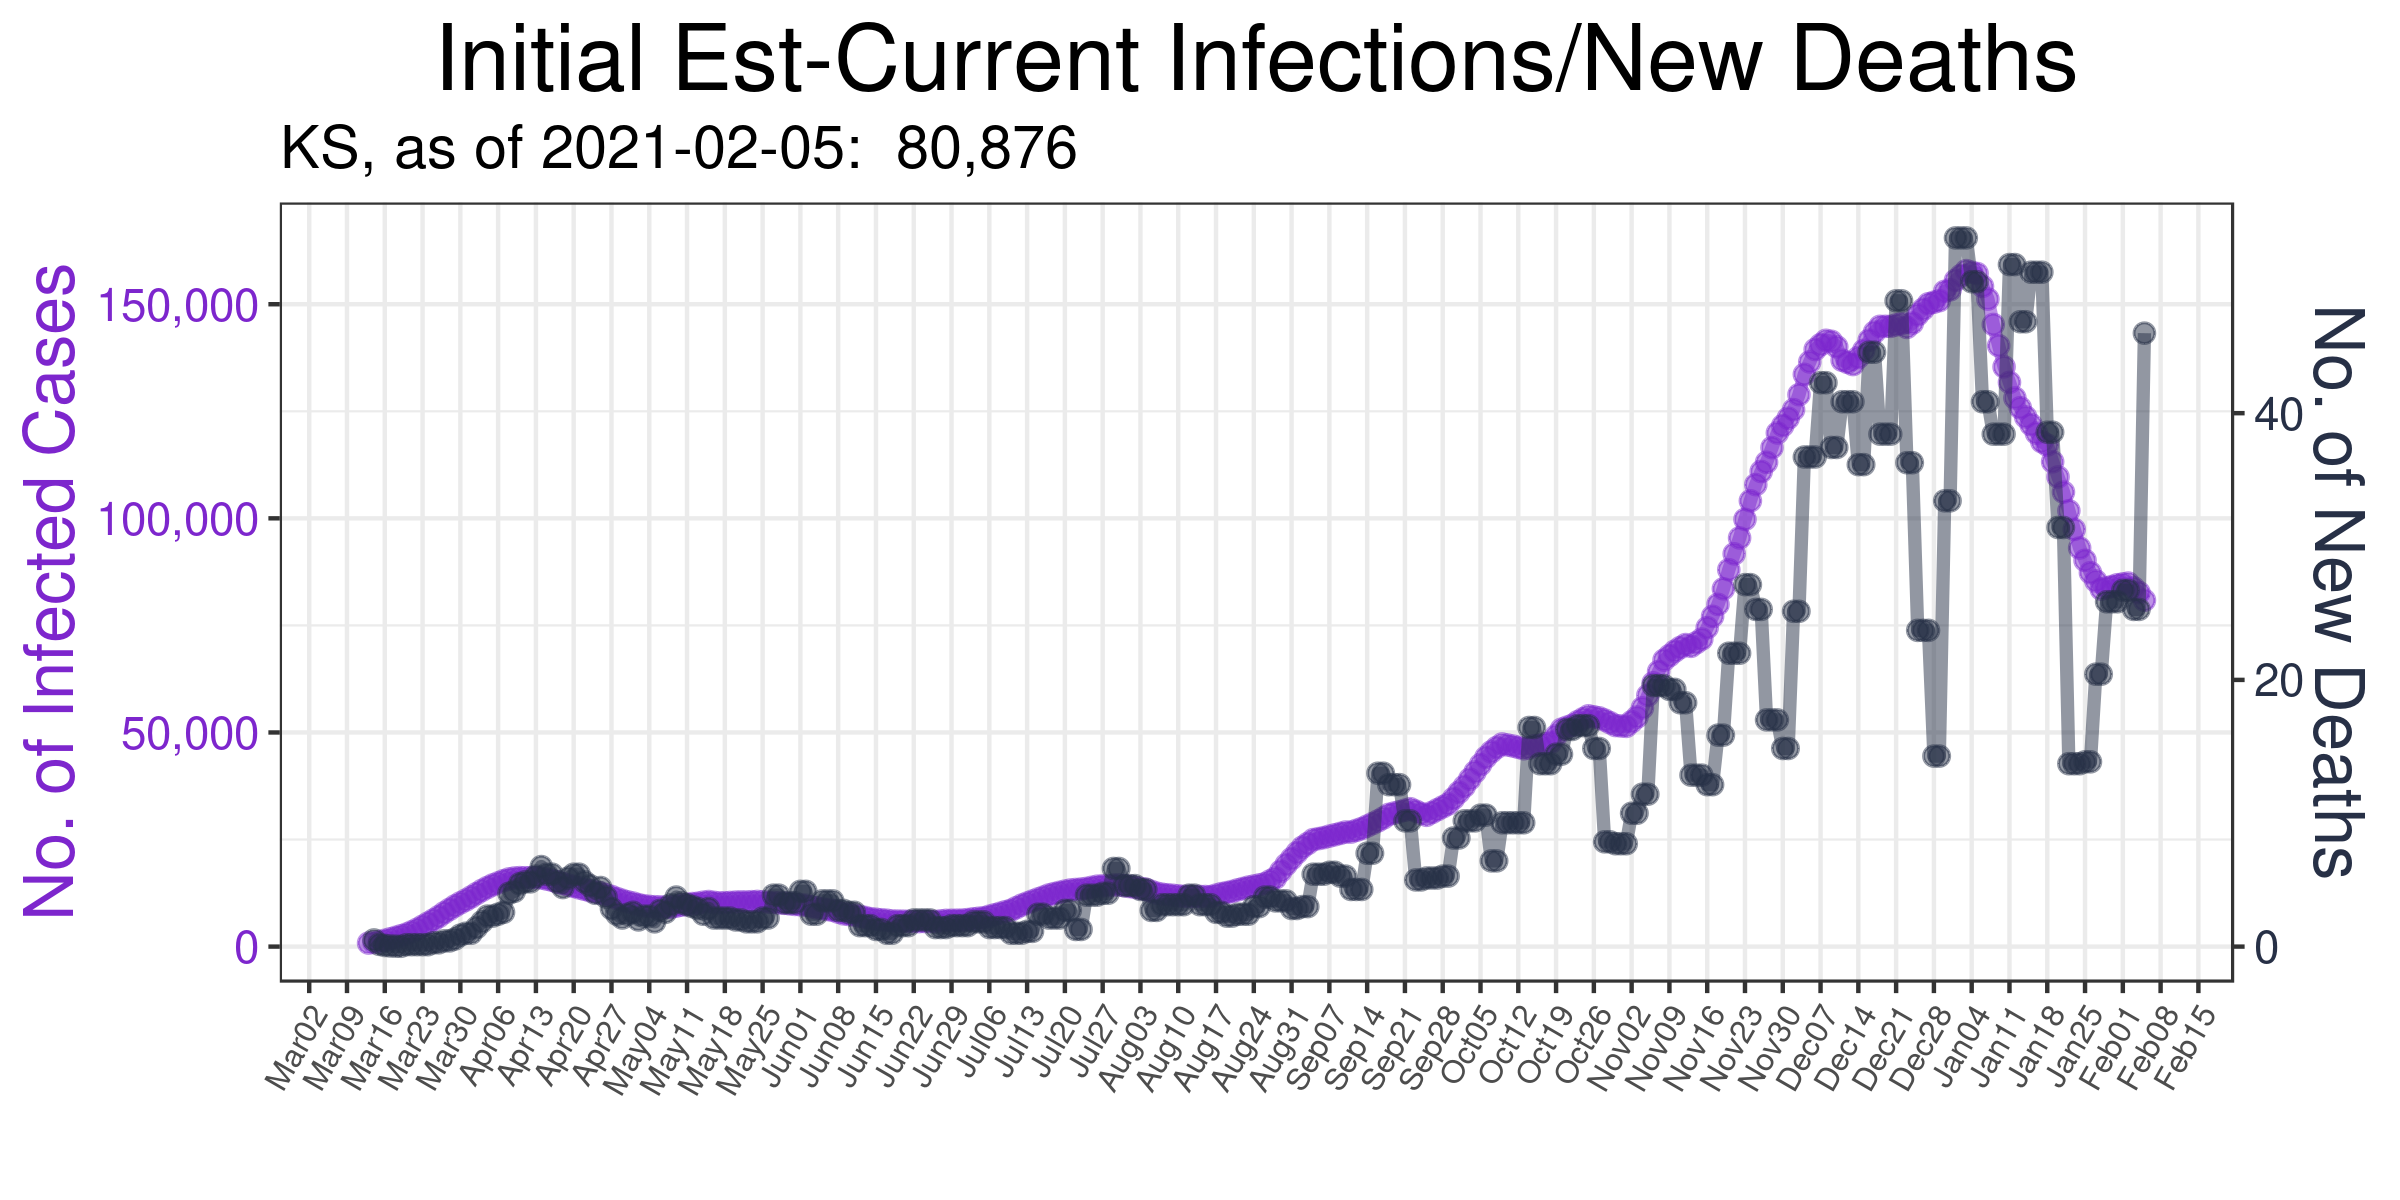 Initial Est-Current Infections/New Deaths
KS, as of 2021-02-05: 80,876
No. of Infected Cases
150,000
100,000
50,000
0
No. of New Deaths
40
20
0
Mar02
Mar09
Mar16
Mar23
Mar30
Apr06
Apr13
Apr20
Apr27
May04
May11
May18
May25
Jun01
Jun08
Jun15
Jun22
Jun29
Jul06
Jul13
Jul20
Jul27
Aug03
Aug10
Aug17
Aug24
Aug31
Sep07
Sep14
Sep21
Sep28
Oct05
Oct12
Oct19
Oct26
Nov02
Nov09
Nov16
Nov23
Nov30
Dec07
Dec14
Dec21
Dec28
Jan04
Jan11
Jan18
Jan25
Feb01
Feb08
Feb15